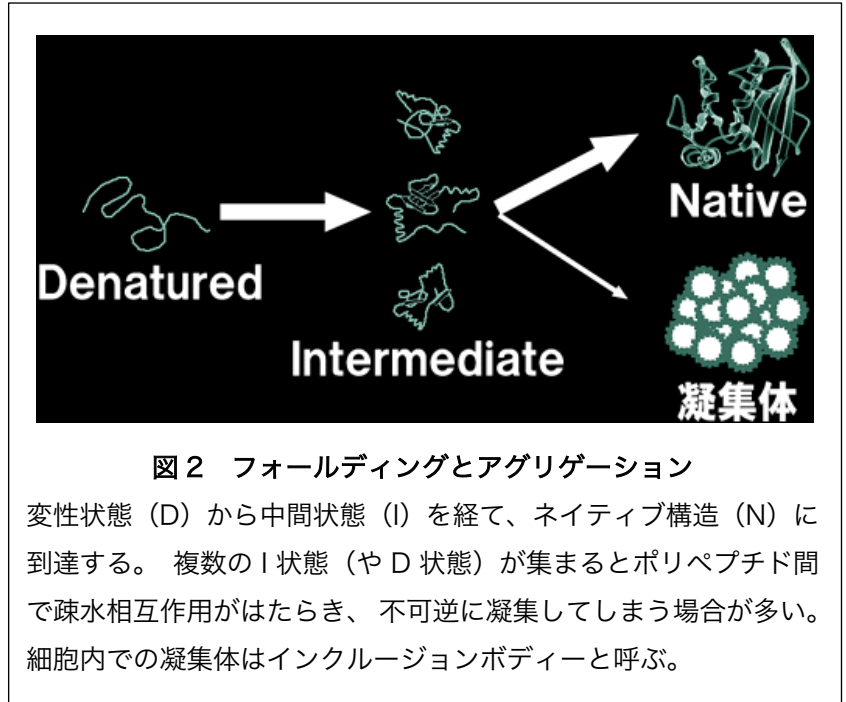 Native
Denatured
Intermediate
凝集体
図2 フォールディングとアグリゲーション
変性状態(D)から中間状態(I)を経て、ネイティブ構造(N)に
到達する。 複数の I 状態(や D 状態)が集まるとポリペプチド間
で疎水相互作用がはたらき、 不可逆に凝集してしまう場合が多い。
細胞内での凝集体はインクルージョンボディーと呼ぶ。